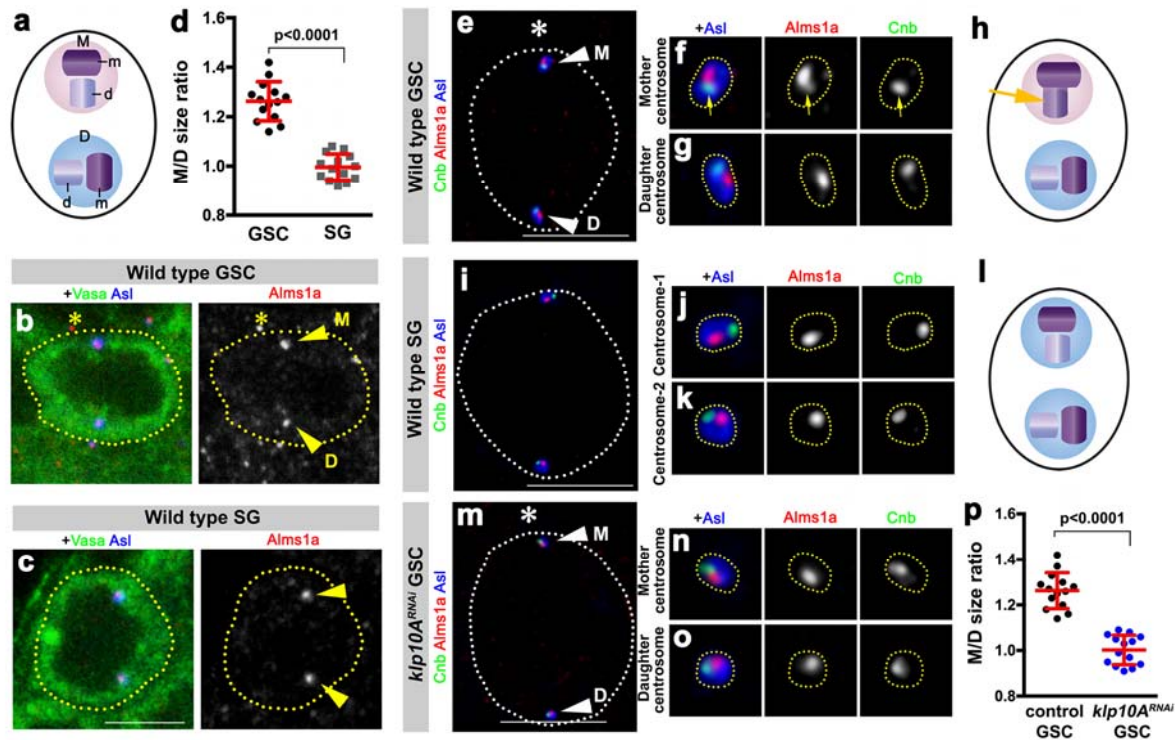 a
M
m
d
D
d
m
d
M/D size ratio
1.6
1.4
1.2
1.0
0.8
p<0.0001
GSC
SG
Wild type GSC
+Vasa Asl
Alms1a
b
*
*
M
D
Wild type SG
+Vasa Asl
Alms1a
c
Wild type GSC
Cnb Alms1a Asl
e
*
M
D
+Asl
Alms1a
Cnb
Mother centrosome
f
Daughter centrosome
g
h
Wild type SG
Cnb Alms1a Asl
i
+Asl
Alms1a
Cnb
Centrosome-1
j
Centrosome-2
k
l
klp10A^RNAi GSC
Cnb Alms1a Asl
m
*
M
D
+Asl
Alms1a
Cnb
Mother centrosome
n
Daughter centrosome
o
p
M/D size ratio
1.6
1.4
1.2
1.0
0.8
p<0.0001
control klp10A^RNAi
GSC GSC